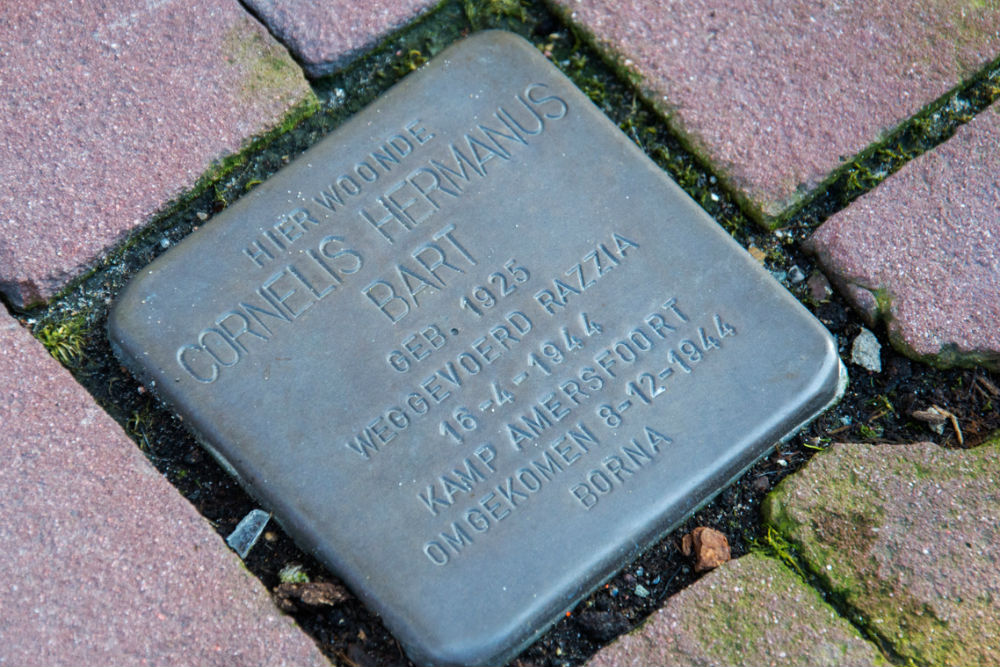 HIER WOONDE
CORNELIS HERMANUS
BART
GEB. 1925
WEGGEVOERD RAZZIA
16-4-1944
KAMP AMERSFOORT
OMGEKOMEN 8-12-1944
BORNA